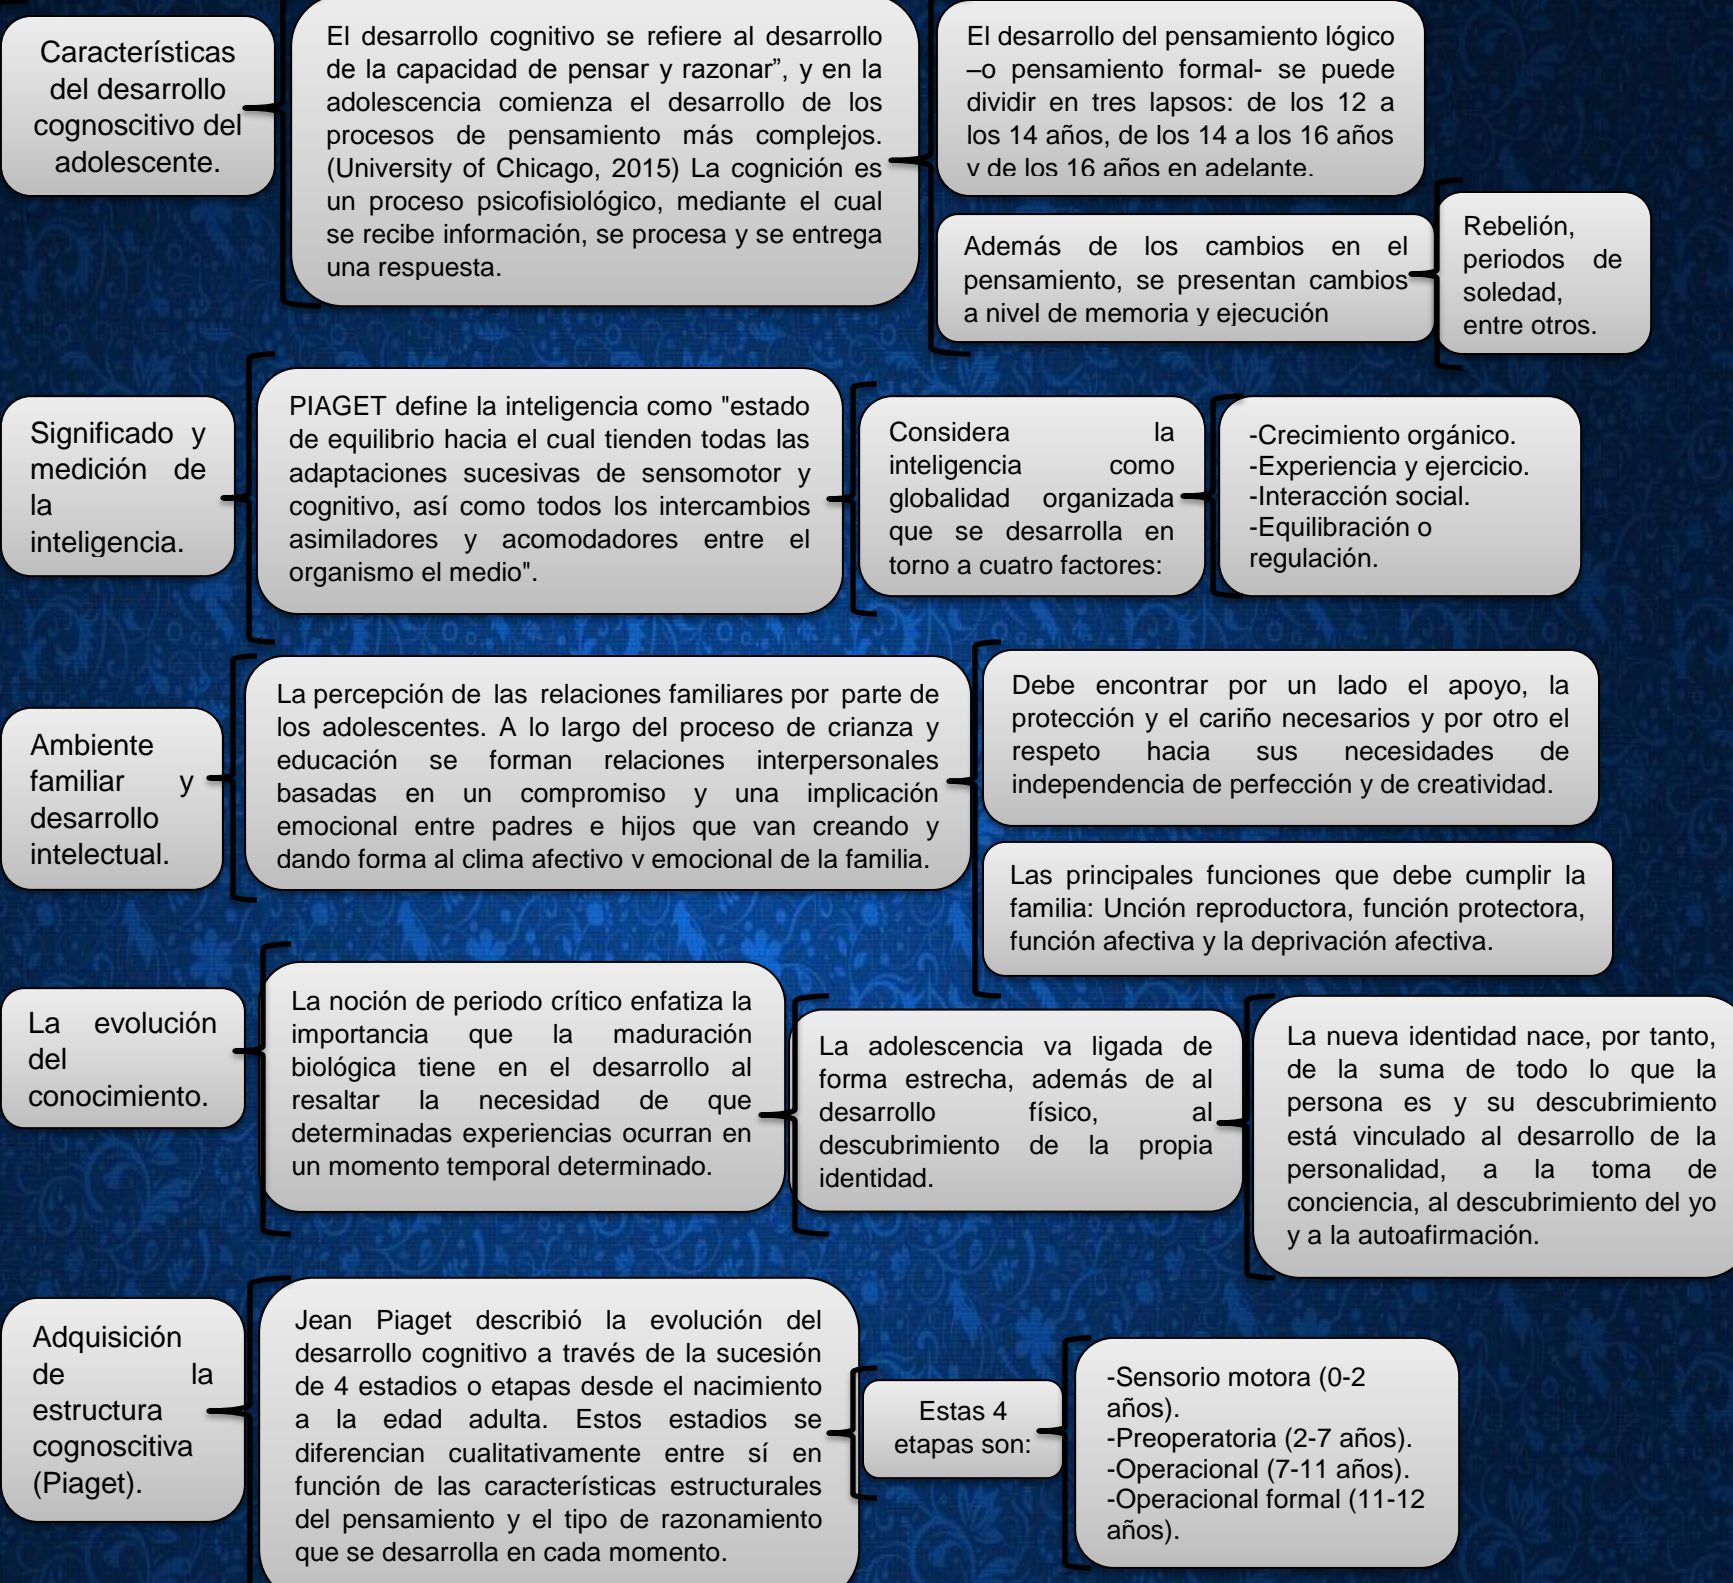 Características
del desarrollo
cognoscitivo del
adolescente.
El desarrollo cognitivo se refiere al desarrollo
de la capacidad de pensar y razonar”, y en la
adolescencia comienza el desarrollo de los
procesos de pensamiento más complejos.
(University of Chicago, 2015) La cognición es
un proceso psicofisiológico, mediante el cual
se recibe información, se procesa y se entrega
una respuesta.
El desarrollo del pensamiento lógico
–o pensamiento formal- se puede
dividir en tres lapsos: de los 12 a
los 14 años, de los 14 a los 16 años
y de los 16 años en adelante.
Además de los cambios en el
pensamiento, se presentan cambios
a nivel de memoria y ejecución
Rebelión,
periodos de
soledad,
entre otros.
Significado y
medición de
la
inteligencia.
PIAGET define la inteligencia como "estado
de equilibrio hacia el cual tienden todas las
adaptaciones sucesivas de sensomotor y
cognitivo, así como todos los intercambios
asimiladores y acomodadores entre el
organismo el medio".
Considera la
inteligencia como
globalidad organizada
que se desarrolla en
torno a cuatro factores:
-Crecimiento orgánico.
-Experiencia y ejercicio.
-Interacción social.
-Equilibración o
regulación.
Ambiente
familiar y
desarrollo
intelectual.
La percepción de las relaciones familiares por parte de
los adolescentes. A lo largo del proceso de crianza y
educación se forman relaciones interpersonales
basadas en un compromiso y una implicación
emocional entre padres e hijos que van creando y
dando forma al clima afectivo y emocional de la familia.
Debe encontrar por un lado el apoyo, la
protección y el cariño necesarios y por otro el
respeto hacia sus necesidades de
independencia de perfección y de creatividad.
Las principales funciones que debe cumplir la
familia: Unción reproductora, función protectora,
función afectiva y la deprivación afectiva.
La evolución
del
conocimiento.
La noción de periodo crítico enfatiza la
importancia que la maduración
biológica tiene en el desarrollo al
resaltar la necesidad de que
determinadas experiencias ocurran en
un momento temporal determinado.
La adolescencia va ligada de
forma estrecha, además de al
desarrollo físico, al
descubrimiento de la propia
identidad.
La nueva identidad nace, por tanto,
de la suma de todo lo que la
persona es y su descubrimiento
está vinculado al desarrollo de la
personalidad, a la toma de
conciencia, al descubrimiento del yo
y a la autoafirmación.
Adquisición
de la
estructura
cognoscitiva
(Piaget).
Jean Piaget describió la evolución del
desarrollo cognitivo a través de la sucesión
de 4 estadios o etapas desde el nacimiento
a la edad adulta. Estos estadios se
diferencian cualitativamente entre sí en
función de las características estructurales
del pensamiento y el tipo de razonamiento
que se desarrolla en cada momento.
Estas 4
etapas son:
-Sensorio motora (0-2
años).
-Preoperatoria (2-7 años).
-Operacional (7-11 años).
-Operacional formal (11-12
años).